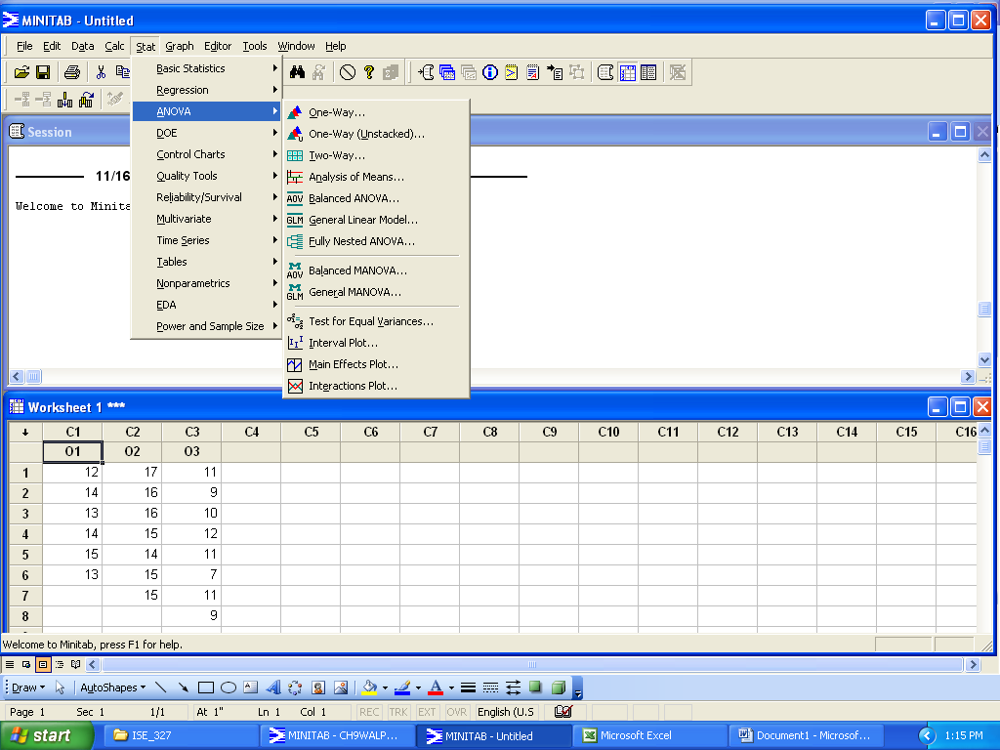 MINITAB - Untitled
File Edit Data Calc Stat Graph Editor Tools Window Help
Basic Statistics
Regression
ANOVA
DOE
Control Charts
Quality Tools
Reliability/Survival
Multivariate
Time Series
Tables
Nonparametrics
EDA
Power and Sample Size
One-Way...
One-Way (Unstacked)...
Two-Way...
Analysis of Means...
AOV Balanced ANOVA...
GLM General Linear Model...
Fully Nested ANOVA...
M AOV Balanced MANOVA...
M GLM General MANOVA...
Test for Equal Variances...
Interval Plot...
Main Effects Plot...
Interactions Plot...
Session
11/16
Welcome to Minita
Worksheet 1 ***
C1 C2 C3 C4 C5 C6 C7 C8 C9 C10 C11 C12 C13 C14 C15 C16
O1 O2 O3
1 12 17 11
2 14 16 9
3 13 16 10
4 14 15 12
5 15 14 11
6 13 15 7
7 15 11
8 9
Welcome to Minitab, press F1 for help.
Draw AutoShapes
Page 1 Sec 1 1/1 At 1" Ln 1 Col 1 REC TRK EXT OVR English (U.S
start ISE_327 MINITAB - CH9WALP... MINITAB - Untitled Microsoft Excel Document1 - Microsof... 1:15 PM